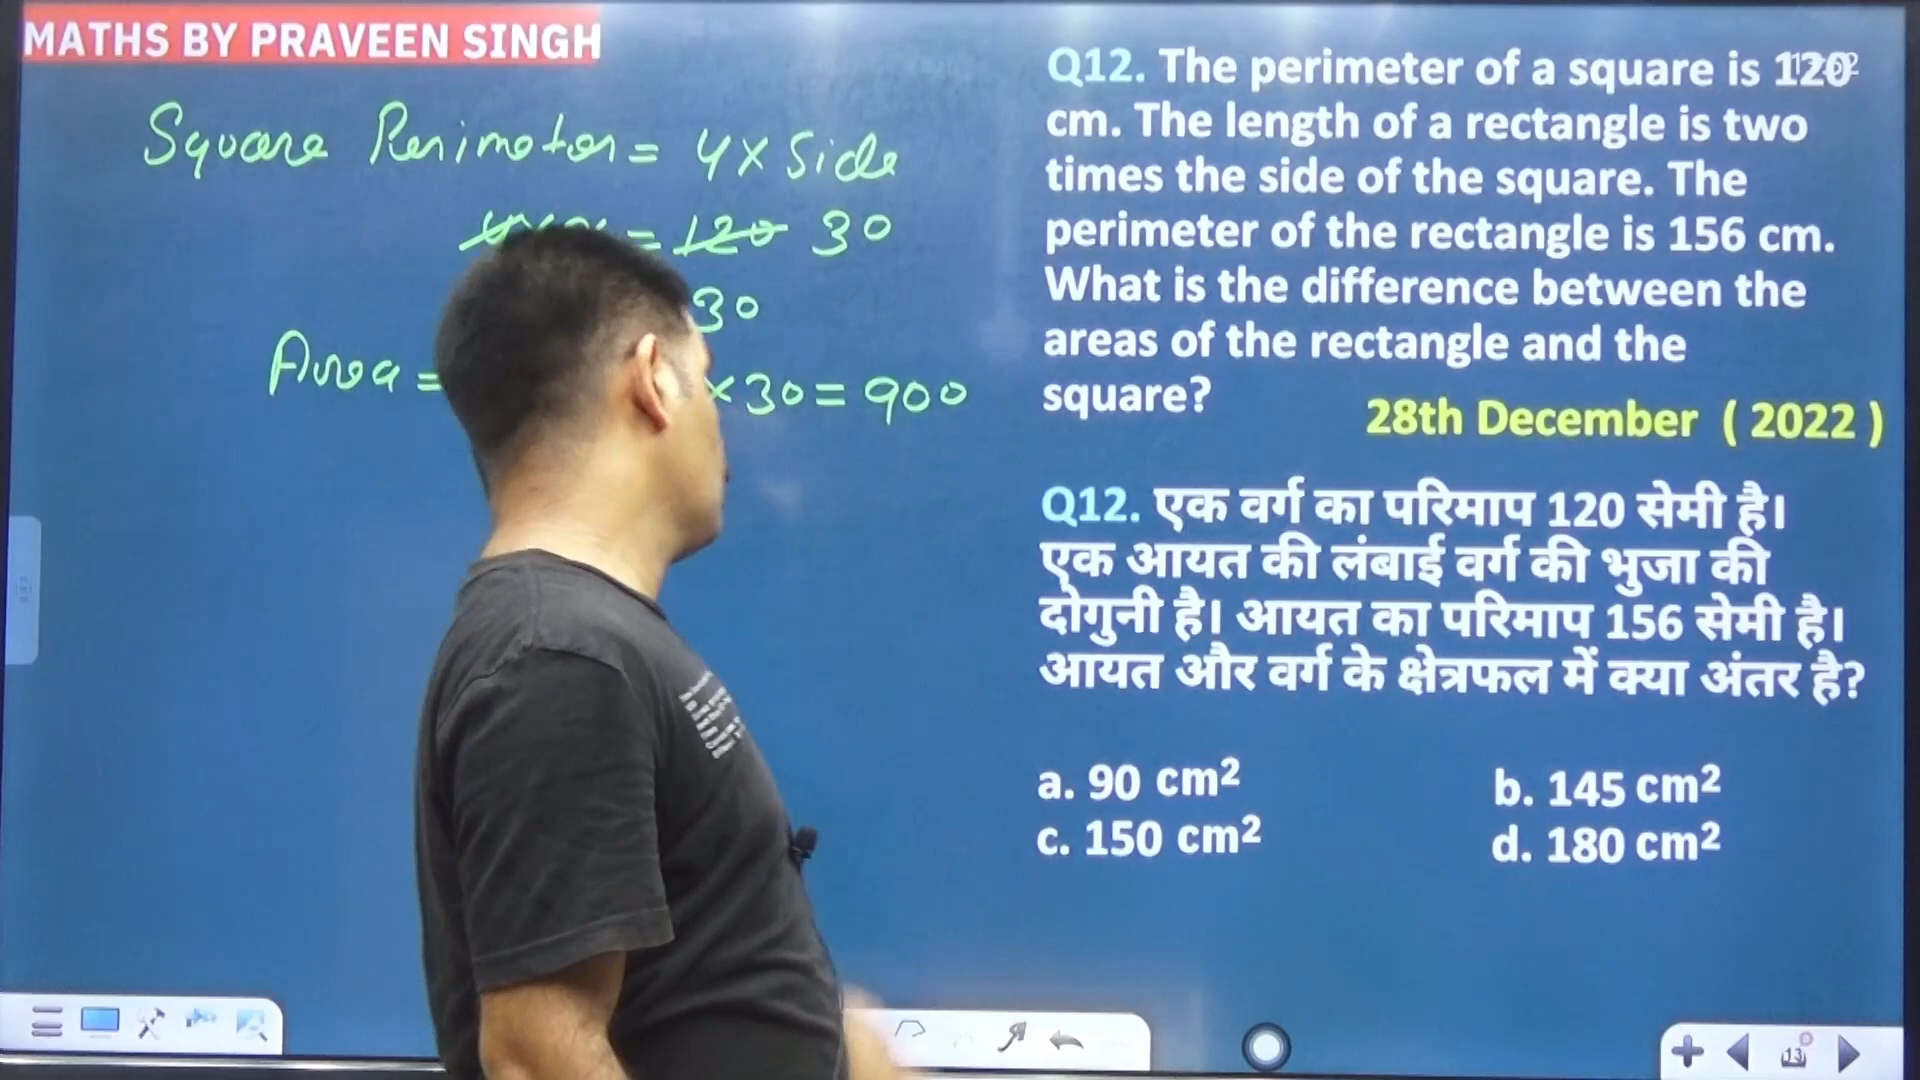 MATHS BY PRAVEEN SINGH
Square Perimeter = 4 x Side
= 120 30
30
Area =
x 30 = 900
Q12. The perimeter of a square is 120
cm. The length of a rectangle is two
times the side of the square. The
perimeter of the rectangle is 156 cm.
What is the difference between the
areas of the rectangle and the
square?
28th December ( 2022 )
Q12. एक वर्ग का परिमाप 120 सेमी है।
एक आयत की लंबाई वर्ग की भुजा की
दोगुनी है। आयत का परिमाप 156 सेमी है।
आयत और वर्ग के क्षेत्रफल में क्या अंतर है?
a. 90 cm²
b. 145 cm²
c. 150 cm²
d. 180 cm²
13